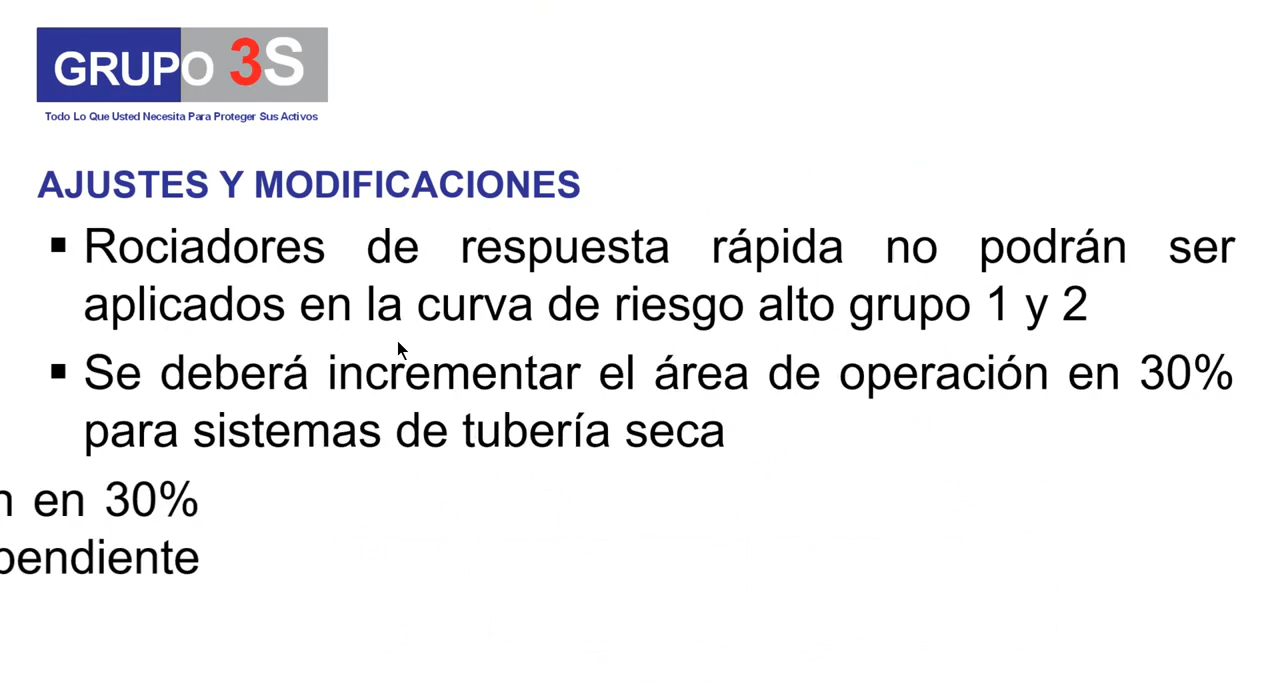 GRUPO 3S
Todo Lo Que Usted Necesita Para Proteger Sus Activos
AJUSTES Y MODIFICACIONES
▪ Rociadores de respuesta rápida no podrán ser
aplicados en la curva de riesgo alto grupo 1 y 2
▪ Se deberá incrementar el área de operación en 30%
para sistemas de tubería seca
en 30%